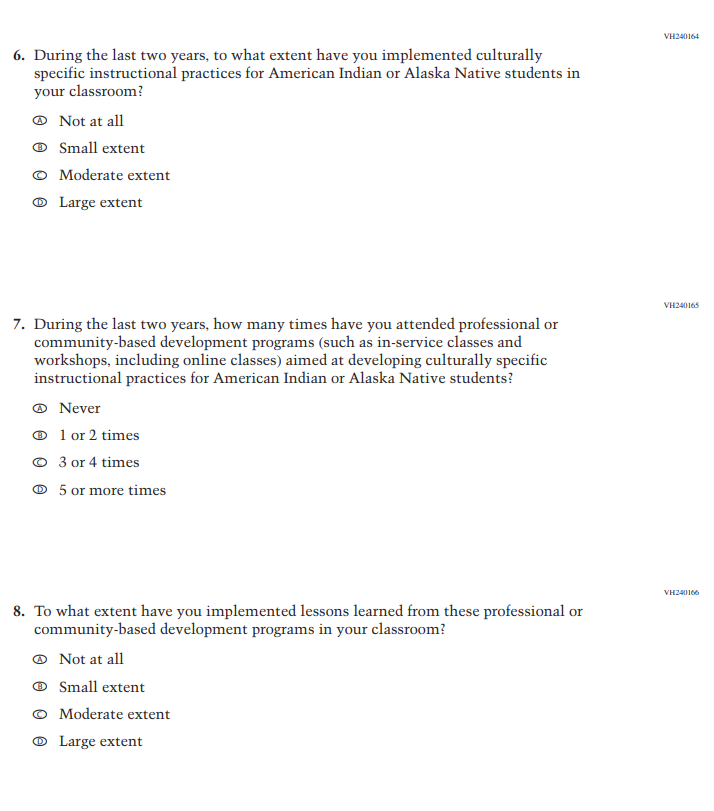 VH240164
6. During the last two years, to what extent have you implemented culturally
specific instructional practices for American Indian or Alaska Native students in
your classroom?
Ⓐ Not at all
Ⓑ Small extent
Ⓒ Moderate extent
Ⓓ Large extent
VH240165
7. During the last two years, how many times have you attended professional or
community-based development programs (such as in-service classes and
workshops, including online classes) aimed at developing culturally specific
instructional practices for American Indian or Alaska Native students?
Ⓐ Never
Ⓑ 1 or 2 times
Ⓒ 3 or 4 times
Ⓓ 5 or more times
VH240166
8. To what extent have you implemented lessons learned from these professional or
community-based development programs in your classroom?
Ⓐ Not at all
Ⓑ Small extent
Ⓒ Moderate extent
Ⓓ Large extent